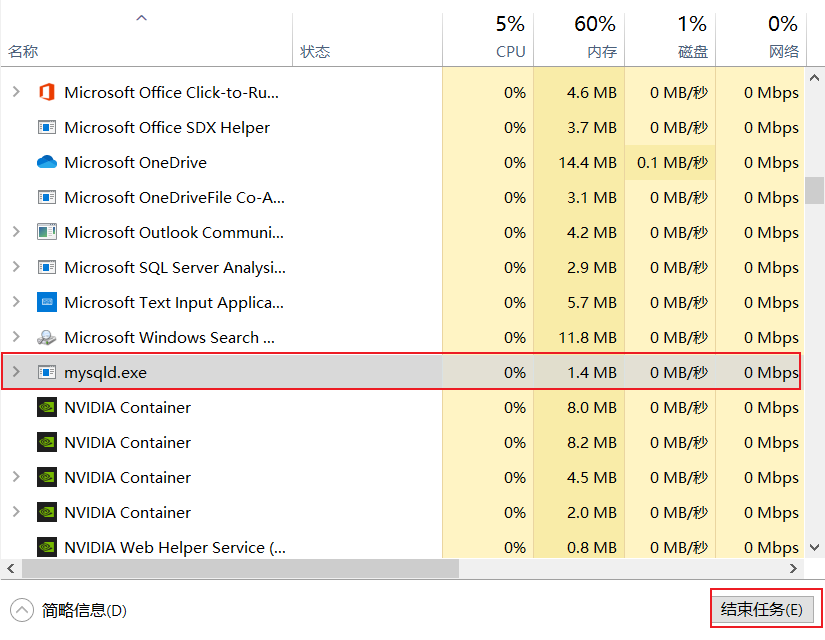 5% 60% 1% 0%
名称 状态 CPU 内存 磁盘 网络
Microsoft Office Click-to-Ru... 0% 4.6 MB 0 MB/秒 0 Mbps
Microsoft Office SDX Helper 0% 3.7 MB 0 MB/秒 0 Mbps
Microsoft OneDrive 0% 14.4 MB 0.1 MB/秒 0 Mbps
Microsoft OneDriveFile Co-A... 0% 3.1 MB 0 MB/秒 0 Mbps
Microsoft Outlook Communi... 0% 4.2 MB 0 MB/秒 0 Mbps
Microsoft SQL Server Analysi... 0% 2.9 MB 0 MB/秒 0 Mbps
Microsoft Text Input Applica... 0% 5.7 MB 0 MB/秒 0 Mbps
Microsoft Windows Search ... 0% 11.8 MB 0 MB/秒 0 Mbps
mysqld.exe 0% 1.4 MB 0 MB/秒 0 Mbps
NVIDIA Container 0% 8.0 MB 0 MB/秒 0 Mbps
NVIDIA Container 0% 8.2 MB 0 MB/秒 0 Mbps
NVIDIA Container 0% 4.5 MB 0 MB/秒 0 Mbps
NVIDIA Container 0% 2.0 MB 0 MB/秒 0 Mbps
NVIDIA Web Helper Service (... 0% 0.8 MB 0 MB/秒 0 Mbps
简略信息(D) 结束任务(E)